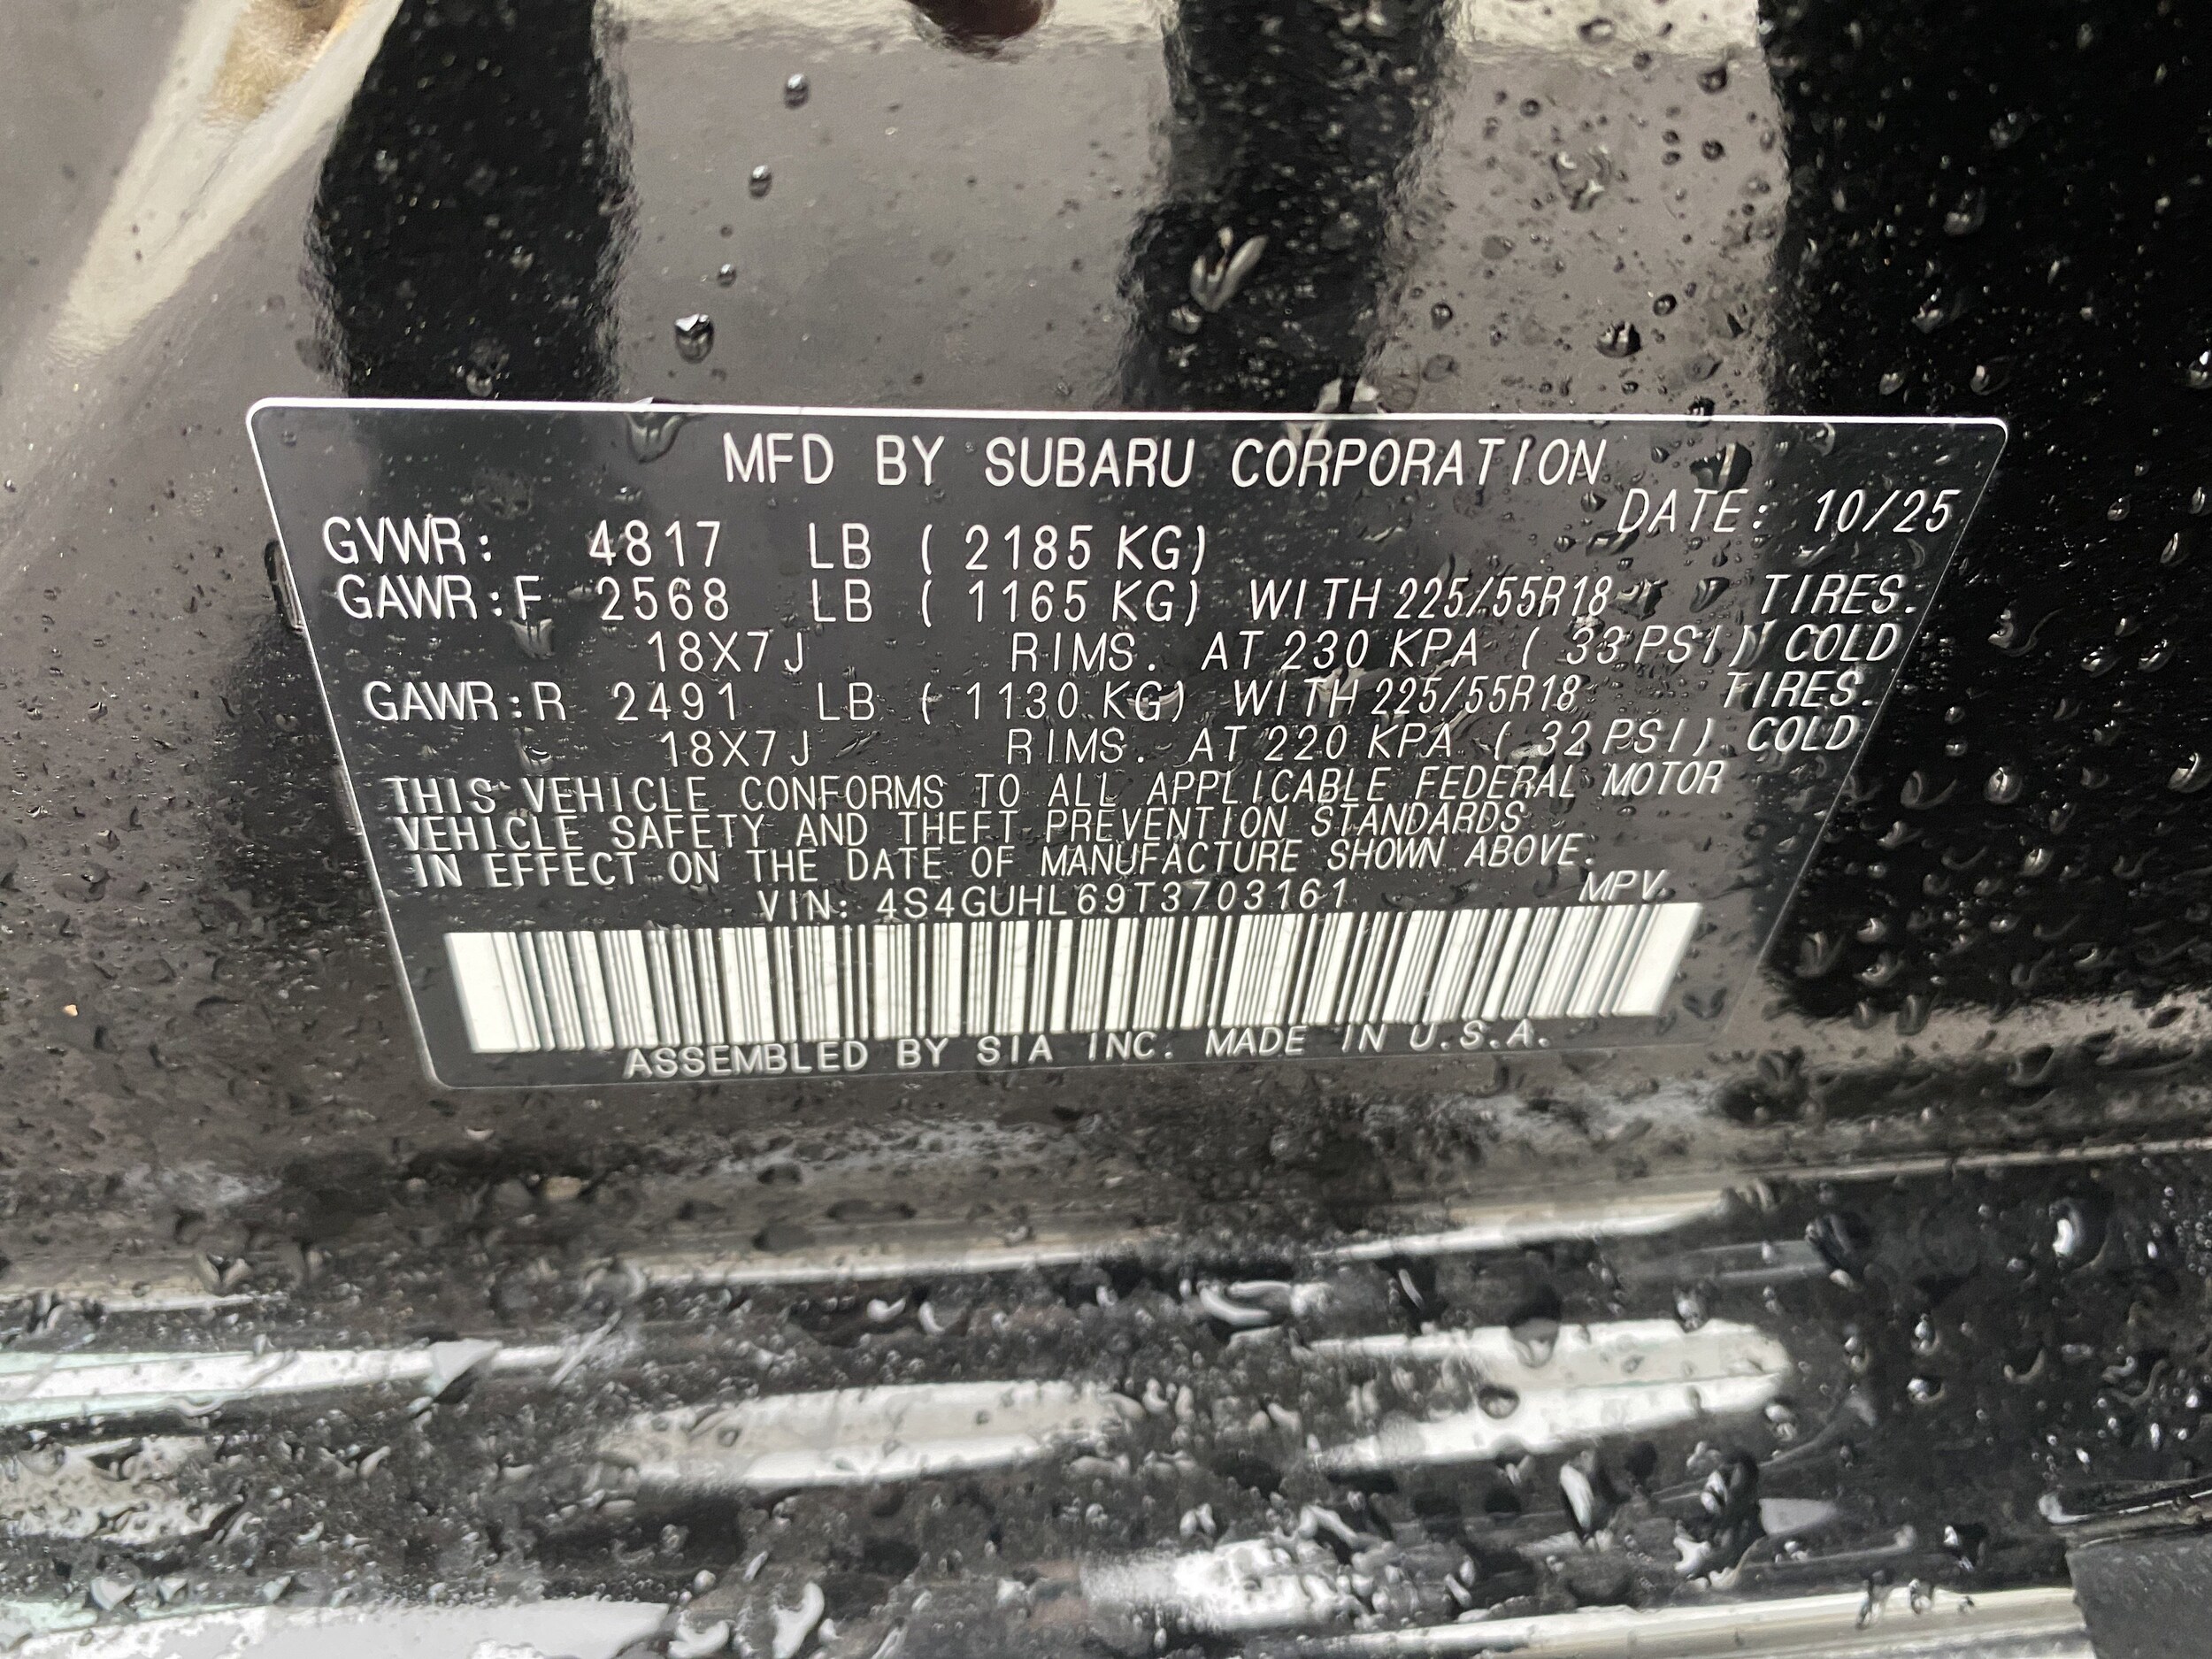 MFD BY SUBARU CORPORATION
DATE: 10/25
GVWR: 4817 LB ( 2185 KG)
GAWR:F 2568 LB ( 1165 KG) WITH 225/55R18 TIRES.
18X7J RIMS. AT 230 KPA ( 33 PSI) COLD
GAWR:R 2491 LB ( 1130 KG) WITH 225/55R18 TIRES.
18X7J RIMS. AT 220 KPA ( 32 PSI) COLD
THIS VEHICLE CONFORMS TO ALL APPLICABLE FEDERAL MOTOR
VEHICLE SAFETY AND THEFT PREVENTION STANDARDS
IN EFFECT ON THE DATE OF MANUFACTURE SHOWN ABOVE.
VIN: 4S4GUHL69T3703161 MPV
ASSEMBLED BY SIA INC. MADE IN U.S.A.